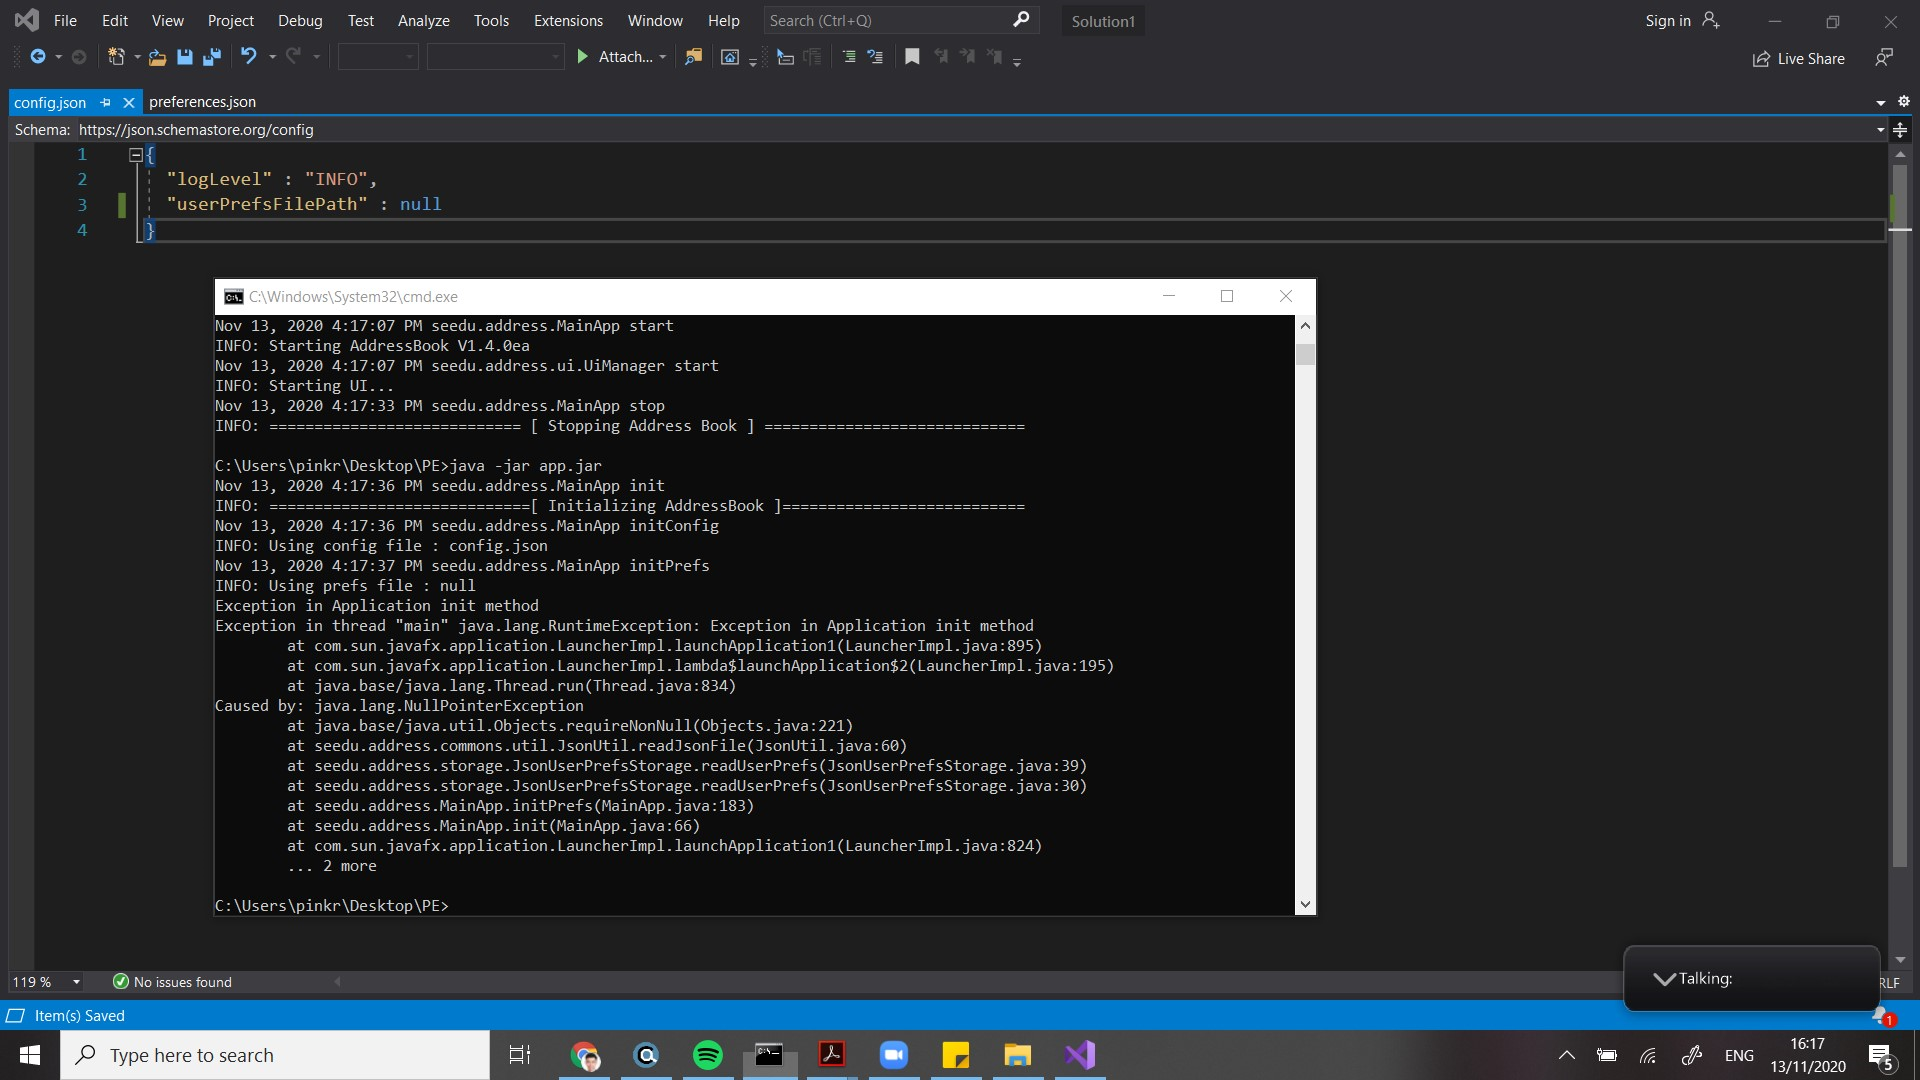 File Edit View Project Debug Test Analyze Tools Extensions Window Help Search (Ctrl+Q) Solution1 Sign in
Attach... Live Share
config.json preferences.json
Schema: https://json.schemastore.org/config
1 {
2 "logLevel" : "INFO",
3 "userPrefsFilePath" : null
4 }
C:\Windows\System32\cmd.exe
Nov 13, 2020 4:17:07 PM seedu.address.MainApp start
INFO: Starting AddressBook V1.4.0ea
Nov 13, 2020 4:17:07 PM seedu.address.ui.UiManager start
INFO: Starting UI...
Nov 13, 2020 4:17:33 PM seedu.address.MainApp stop
INFO: ============================ [ Stopping Address Book ] =============================
C:\Users\pinkr\Desktop\PE>java -jar app.jar
Nov 13, 2020 4:17:36 PM seedu.address.MainApp init
INFO: =============================[ Initializing AddressBook ]===========================
Nov 13, 2020 4:17:36 PM seedu.address.MainApp initConfig
INFO: Using config file : config.json
Nov 13, 2020 4:17:37 PM seedu.address.MainApp initPrefs
INFO: Using prefs file : null
Exception in Application init method
Exception in thread "main" java.lang.RuntimeException: Exception in Application init method
at com.sun.javafx.application.LauncherImpl.launchApplication1(LauncherImpl.java:895)
at com.sun.javafx.application.LauncherImpl.lambda$launchApplication$2(LauncherImpl.java:195)
at java.base/java.lang.Thread.run(Thread.java:834)
Caused by: java.lang.NullPointerException
at java.base/java.util.Objects.requireNonNull(Objects.java:221)
at seedu.address.commons.util.JsonUtil.readJsonFile(JsonUtil.java:60)
at seedu.address.storage.JsonUserPrefsStorage.readUserPrefs(JsonUserPrefsStorage.java:39)
at seedu.address.storage.JsonUserPrefsStorage.readUserPrefs(JsonUserPrefsStorage.java:30)
at seedu.address.MainApp.initPrefs(MainApp.java:183)
at seedu.address.MainApp.init(MainApp.java:66)
at com.sun.javafx.application.LauncherImpl.launchApplication1(LauncherImpl.java:824)
... 2 more
C:\Users\pinkr\Desktop\PE>
119 % No issues found RLF
Talking:
Item(s) Saved 1
Type here to search ENG 16:17
13/11/2020 5